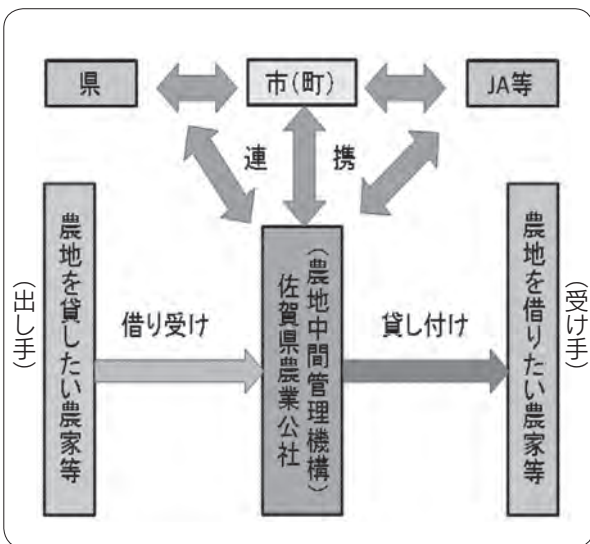 県
市(町)
JA等
連
携
(出し手)
農地を貸したい農家等
借り受け
(農地中間管理機構)
佐賀県農業公社
貸し付け
農地を借りたい農家等
(受け手)